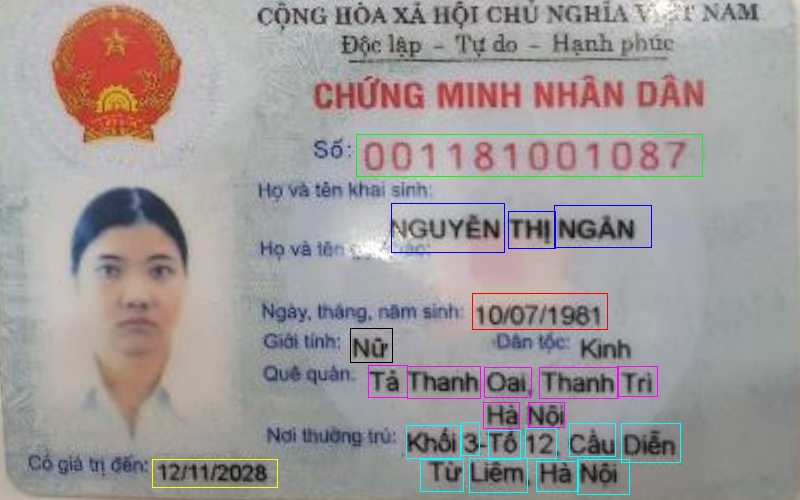 CỘNG HÒA XÃ HỘI CHỦ NGHĨA VIỆT NAM
Độc lập - Tự do - Hạnh phúc
CHỨNG MINH NHÂN DÂN
Số: 001181001087
Họ và tên khai sinh:
NGUYỄN THỊ NGÂN
Họ và tên
Ngày, tháng, năm sinh: 10/07/1981
Giới tính: Nữ Dân tộc: Kinh
Quê quán: Tả Thanh Oai, Thanh Trì
Hà Nội
Nơi thường trú: Khối 3-Tổ 12, Cầu Diễn
Từ Liêm, Hà Nội
Có giá trị đến: 12/11/2028